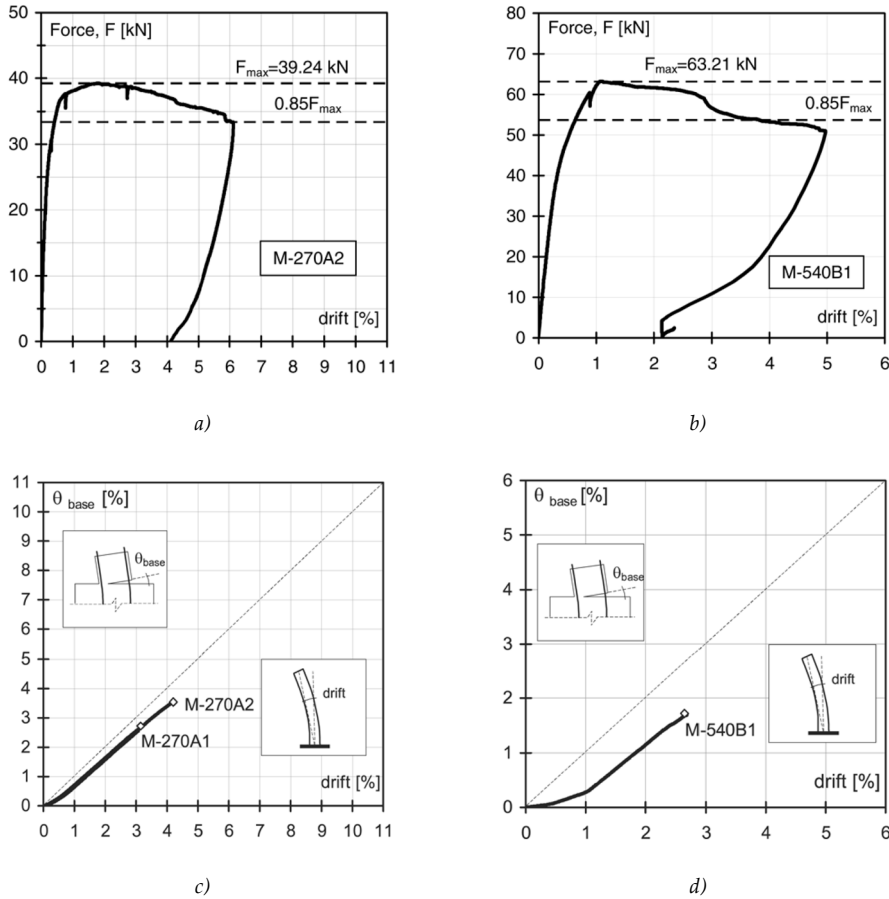 Force, F [kN]
50
40
30
20
10
0
Fmax=39.24 kN
0.85Fmax
M-270A2
drift [%]
0 1 2 3 4 5 6 7 8 9 10 11
a)
Force, F [kN]
80
70
60
50
40
30
20
10
0
Fmax=63.21 kN
0.85Fmax
M-540B1
drift [%]
0 1 2 3 4 5 6
b)
θ base [%]
11
10
9
8
7
6
5
4
3
2
1
0
θbase
drift
M-270A2
M-270A1
drift [%]
0 1 2 3 4 5 6 7 8 9 10 11
c)
θ base [%]
6
5
4
3
2
1
0
θbase
drift
M-540B1
drift [%]
0 1 2 3 4 5 6
d)